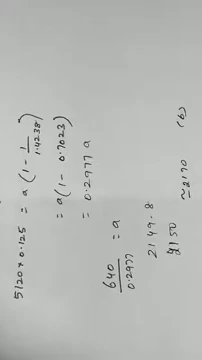 5120 × 0.125 = a (1 - 1/1.4238)
= a (1 - 0.7023)
= 0.2977 a
640/0.2977 = a
2149.8
2150
≈ 2170 (b)